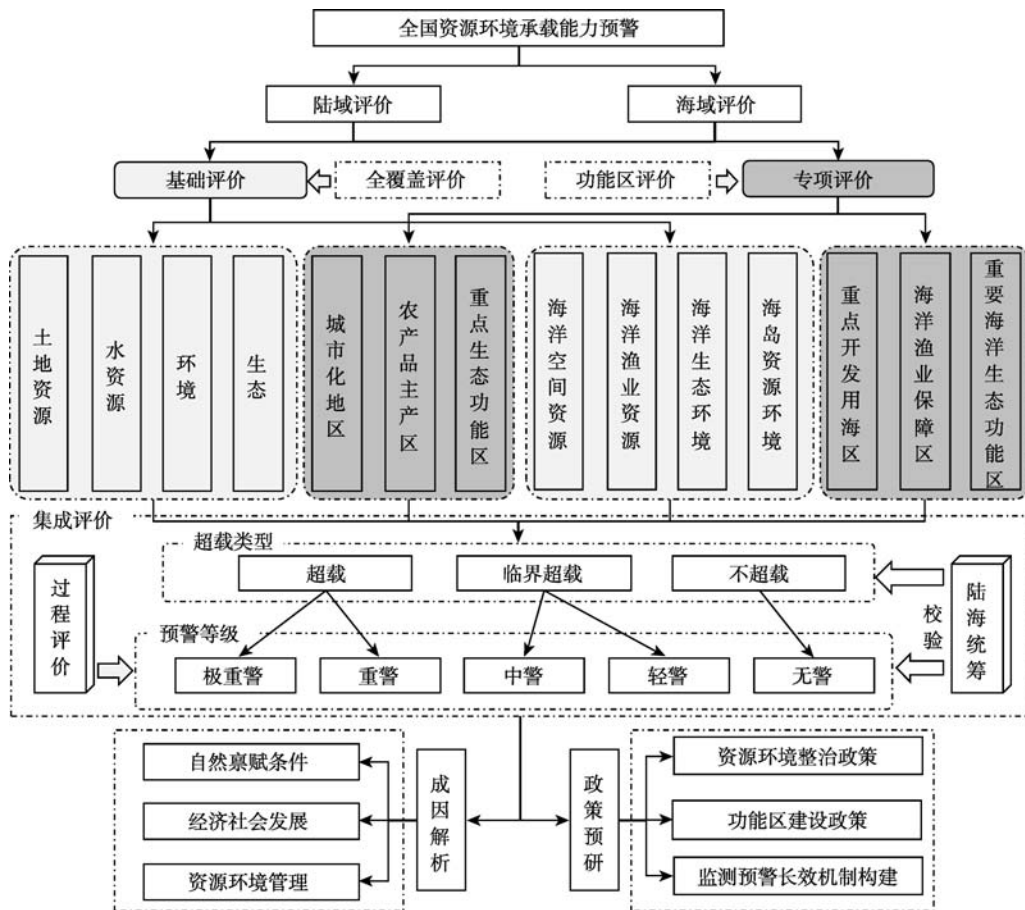 全国资源环境承载能力预警
陆域评价
海域评价
基础评价
全覆盖评价
功能区评价
专项评价
土地资源
水资源
环境
生态
城市化地区
农产品主产区
重点生态功能区
海洋空间资源
海洋渔业资源
海洋生态环境
海岛资源环境
重点开发用海区
海洋渔业保障区
重要海洋生态功能区
集成评价
超载类型
超载
临界超载
不超载
过程评价
陆海统筹
校验
预警等级
极重警
重警
中警
轻警
无警
自然禀赋条件
经济社会发展
资源环境管理
成因解析
政策预研
资源环境整治政策
功能区建设政策
监测预警长效机制构建